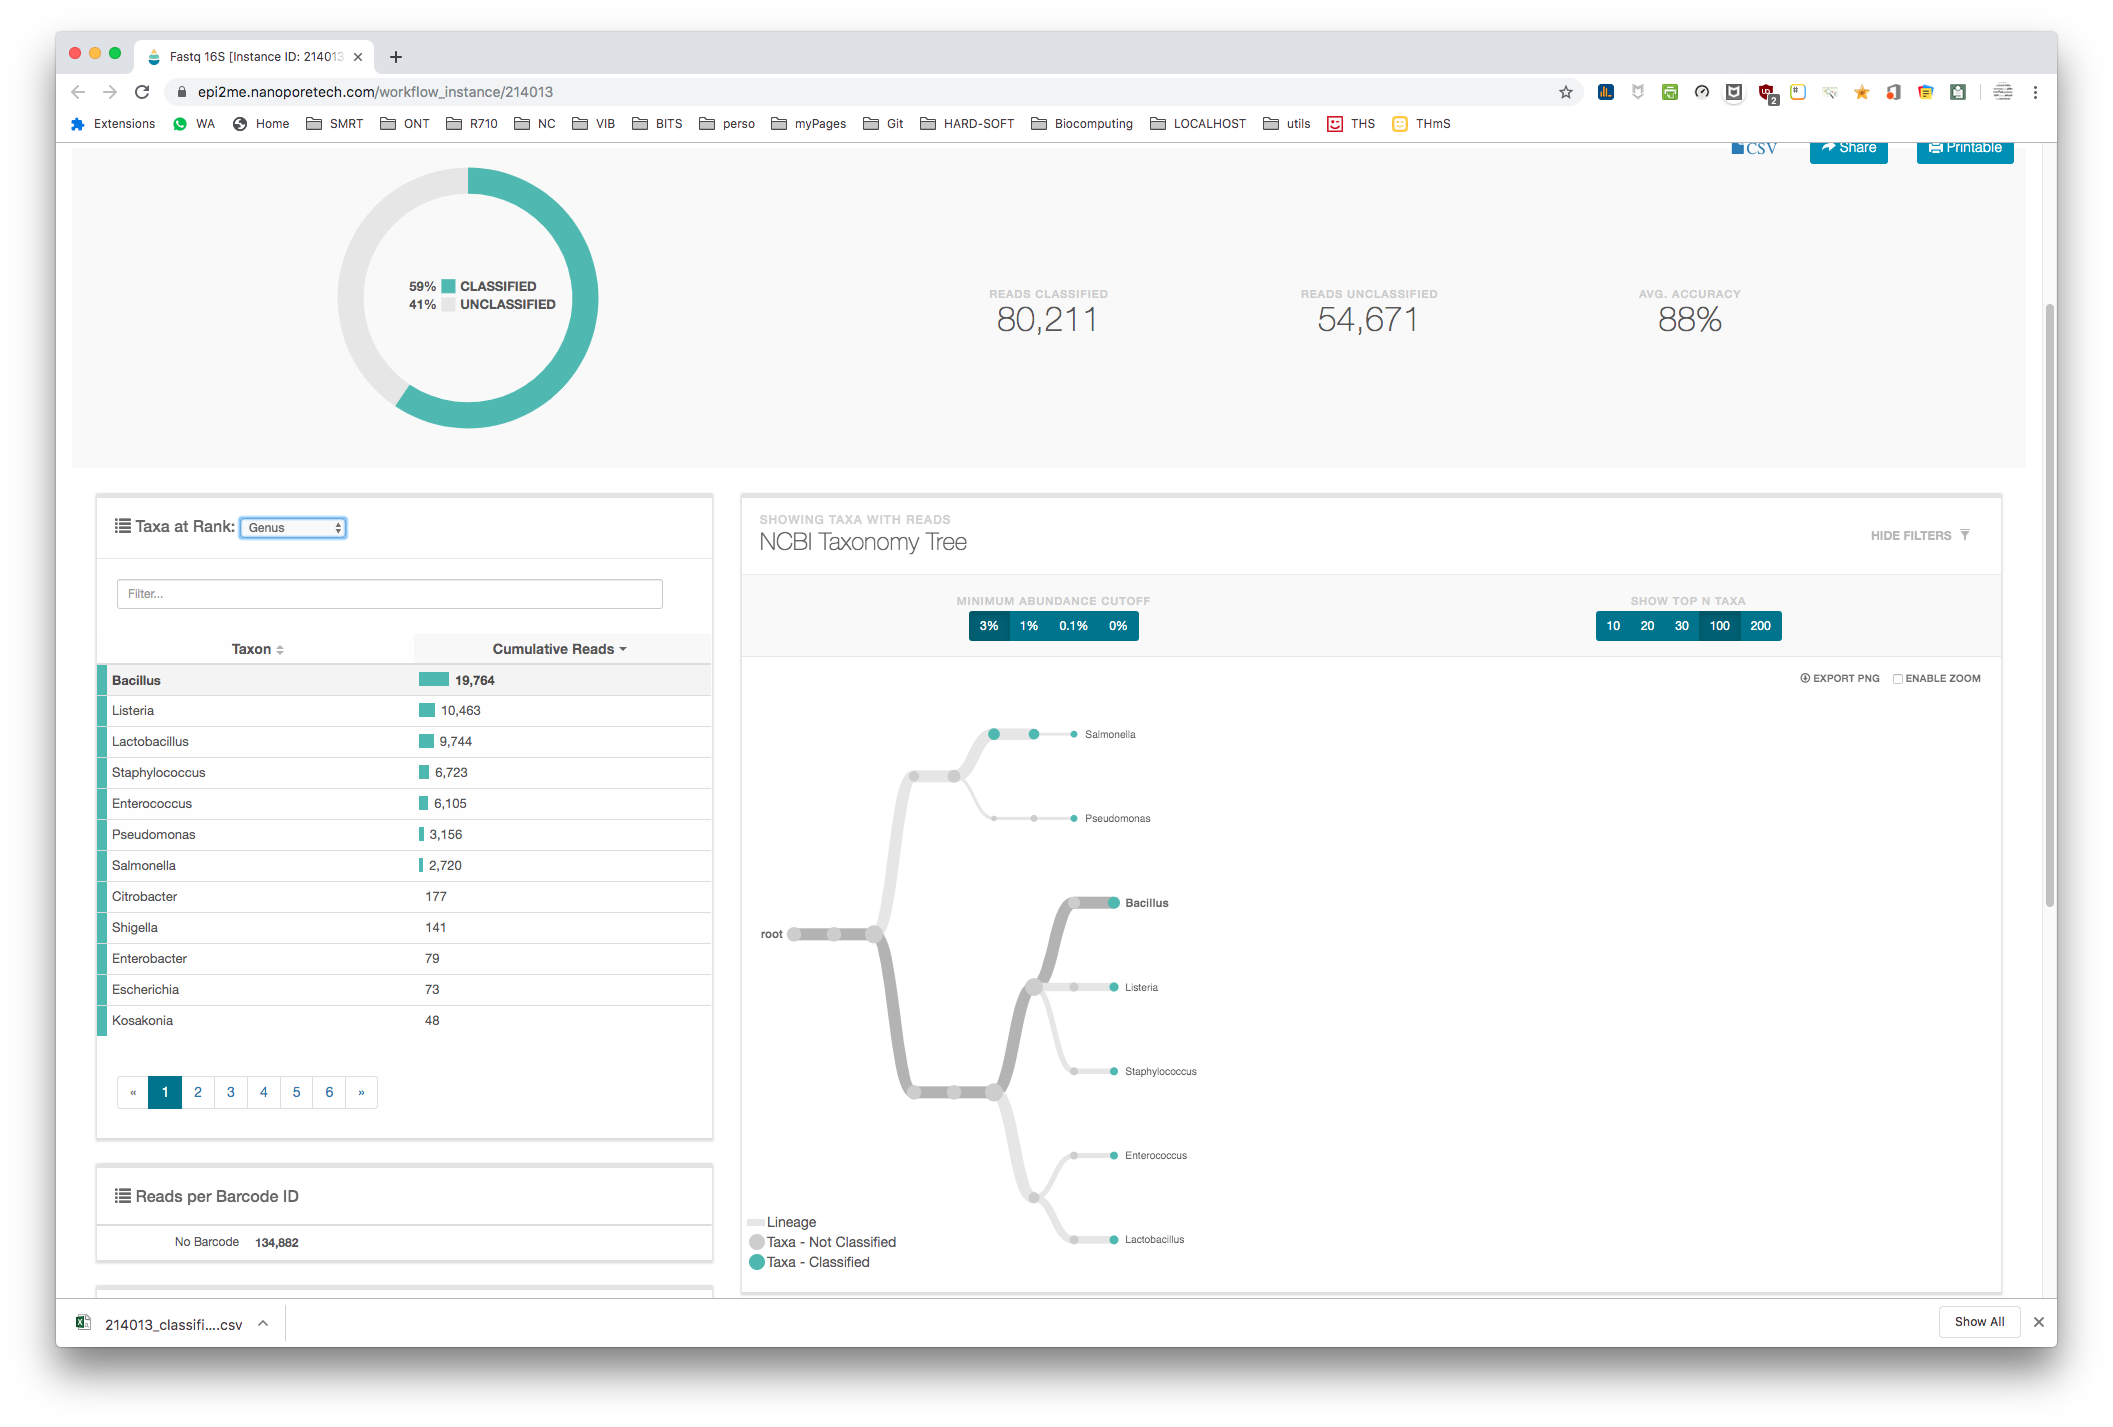 Fastq 16S [Instance ID: 214013
epi2me.nanoporetech.com/workflow_instance/214013
2
Extensions WA Home SMRT ONT R710 NC VIB BITS perso myPages Git HARD-SOFT Biocomputing LOCALHOST utils THS THmS
CSV Share Printable
59% CLASSIFIED
41% UNCLASSIFIED
READS CLASSIFIED
80,211
READS UNCLASSIFIED
54,671
AVG. ACCURACY
88%
Taxa at Rank: Genus
Filter...
Taxon Cumulative Reads
Bacillus 19,764
Listeria 10,463
Lactobacillus 9,744
Staphylococcus 6,723
Enterococcus 6,105
Pseudomonas 3,156
Salmonella 2,720
Citrobacter 177
Shigella 141
Enterobacter 79
Escherichia 73
Kosakonia 48
« 1 2 3 4 5 6 »
Reads per Barcode ID
No Barcode 134,882
SHOWING TAXA WITH READS
NCBI Taxonomy Tree
HIDE FILTERS
MINIMUM ABUNDANCE CUTOFF
3% 1% 0.1% 0%
SHOW TOP N TAXA
10 20 30 100 200
EXPORT PNG ENABLE ZOOM
Salmonella
Pseudomonas
Bacillus
root
Listeria
Staphylococcus
Enterococcus
Lactobacillus
Lineage
Taxa - Not Classified
Taxa - Classified
214013_classifi....csv
Show All